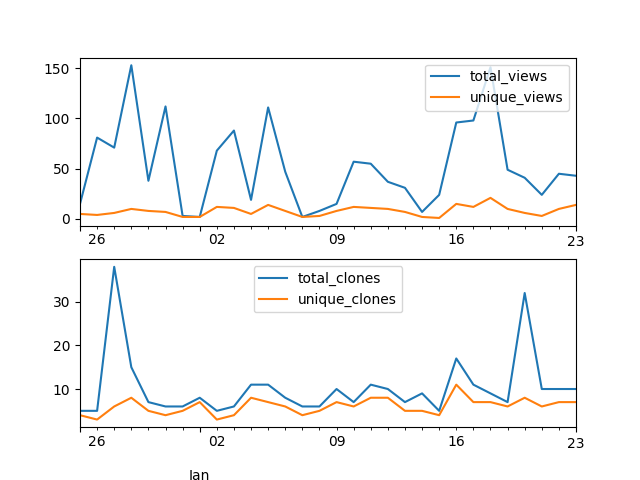 150
100
50
0
total_views
unique_views
26 02 09 16 23
30
20
10
total_clones
unique_clones
26 02 09 16 23
Jan